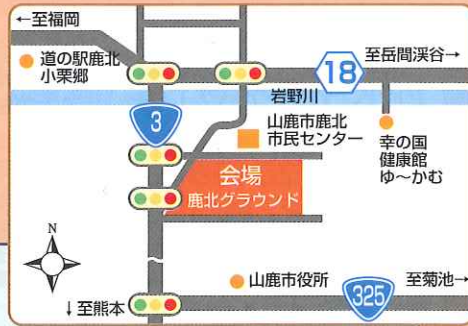 ←至福岡
道の駅鹿北
小栗郷
18
至岳間渓谷→
岩野川
3
山鹿市鹿北
市民センター
幸の国
健康館
ゆ〜かむ
会場
鹿北グラウンド
N
山鹿市役所
至菊池→
325
↓至熊本